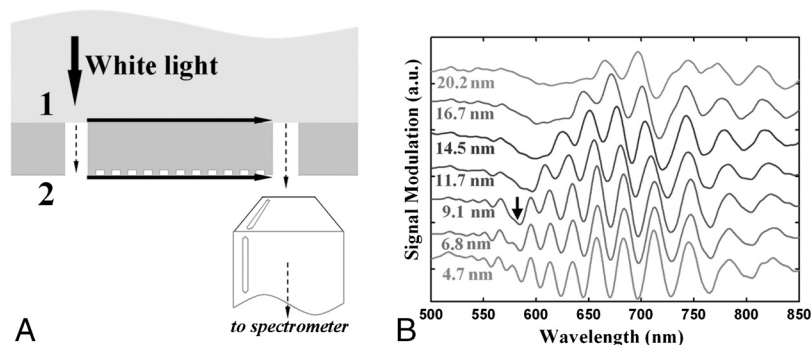 White light
1
2
to spectrometer
A
Signal Modulation (a.u.)
20.2 nm
16.7 nm
14.5 nm
11.7 nm
9.1 nm
6.8 nm
4.7 nm
500 550 600 650 700 750 800 850
Wavelength (nm)
B